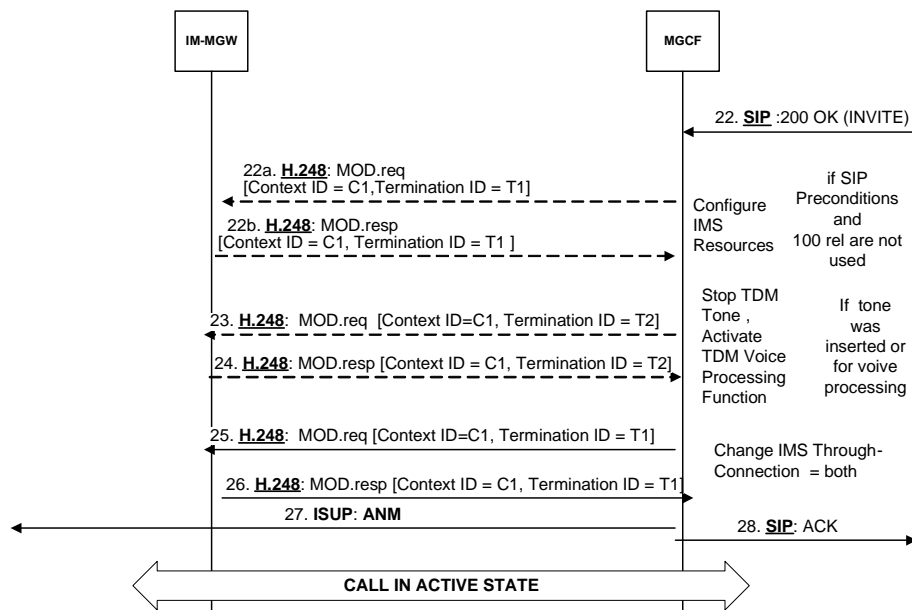 IM-MGW
MGCF
22. SIP :200 OK (INVITE)
22a. H.248: MOD.req
[Context ID = C1,Termination ID = T1]
22b. H.248: MOD.resp
[Context ID = C1, Termination ID = T1 ]
Configure
IMS
Resources
if SIP
Preconditions
and
100 rel are not
used
23. H.248: MOD.req [Context ID=C1, Termination ID = T2]
24. H.248: MOD.resp [Context ID = C1, Termination ID = T2]
Stop TDM
Tone ,
Activate
TDM Voice
Processing
Function
If tone
was
inserted or
for voive
processing
25. H.248: MOD.req [Context ID=C1, Termination ID = T1]
26. H.248: MOD.resp [Context ID = C1, Termination ID = T1]
Change IMS Through-
Connection = both
27. ISUP: ANM
28. SIP: ACK
CALL IN ACTIVE STATE